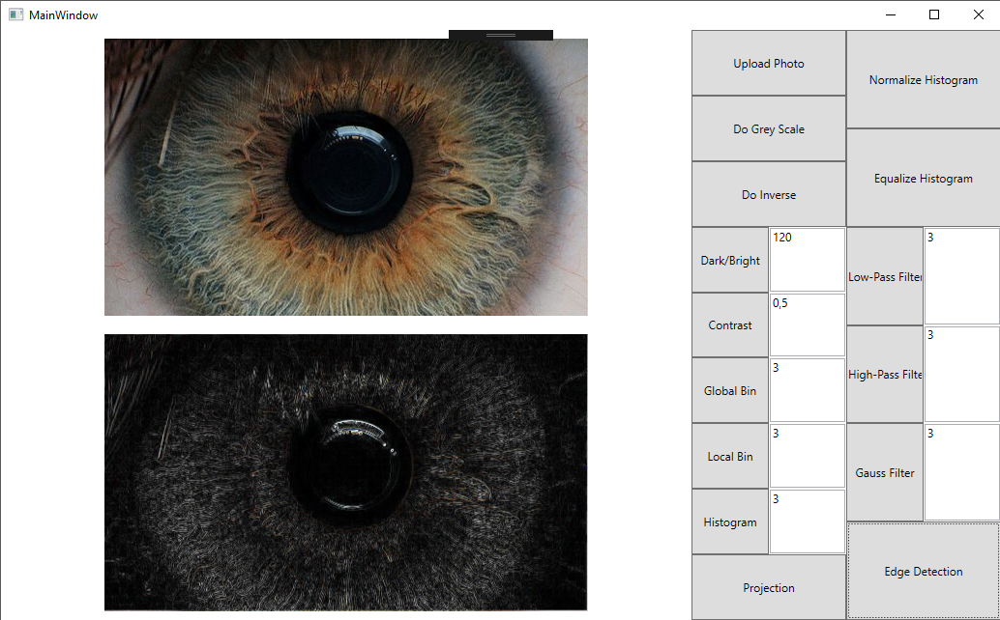 MainWindow
Upload Photo
Do Grey Scale
Do Inverse
Dark/Bright
120
Contrast
0,5
Global Bin
3
Local Bin
3
Histogram
3
Projection
Normalize Histogram
Equalize Histogram
Low-Pass Filter
3
High-Pass Filte
3
Gauss Filter
3
Edge Detection